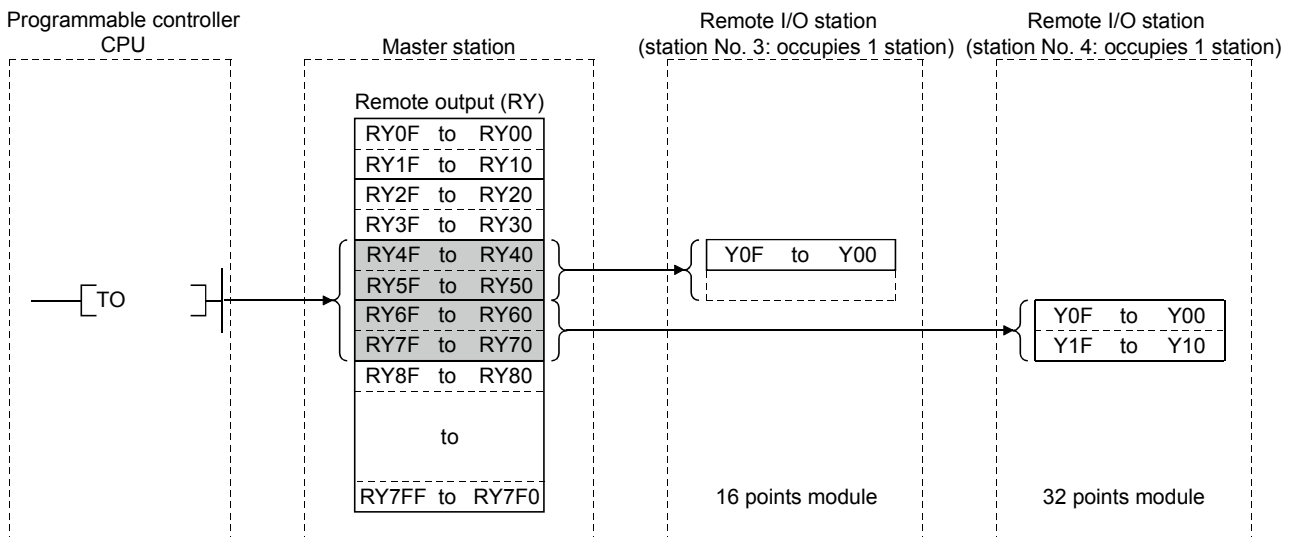 Programmable controller
CPU
Master station
Remote I/O station
(station No. 3: occupies 1 station)
Remote I/O station
(station No. 4: occupies 1 station)
Remote output (RY)
RY0F to RY00
RY1F to RY10
RY2F to RY20
RY3F to RY30
RY4F to RY40
RY5F to RY50
RY6F to RY60
RY7F to RY70
RY8F to RY80
to
RY7FF to RY7F0
TO
Y0F to Y00
16 points module
Y0F to Y00
Y1F to Y10
32 points module